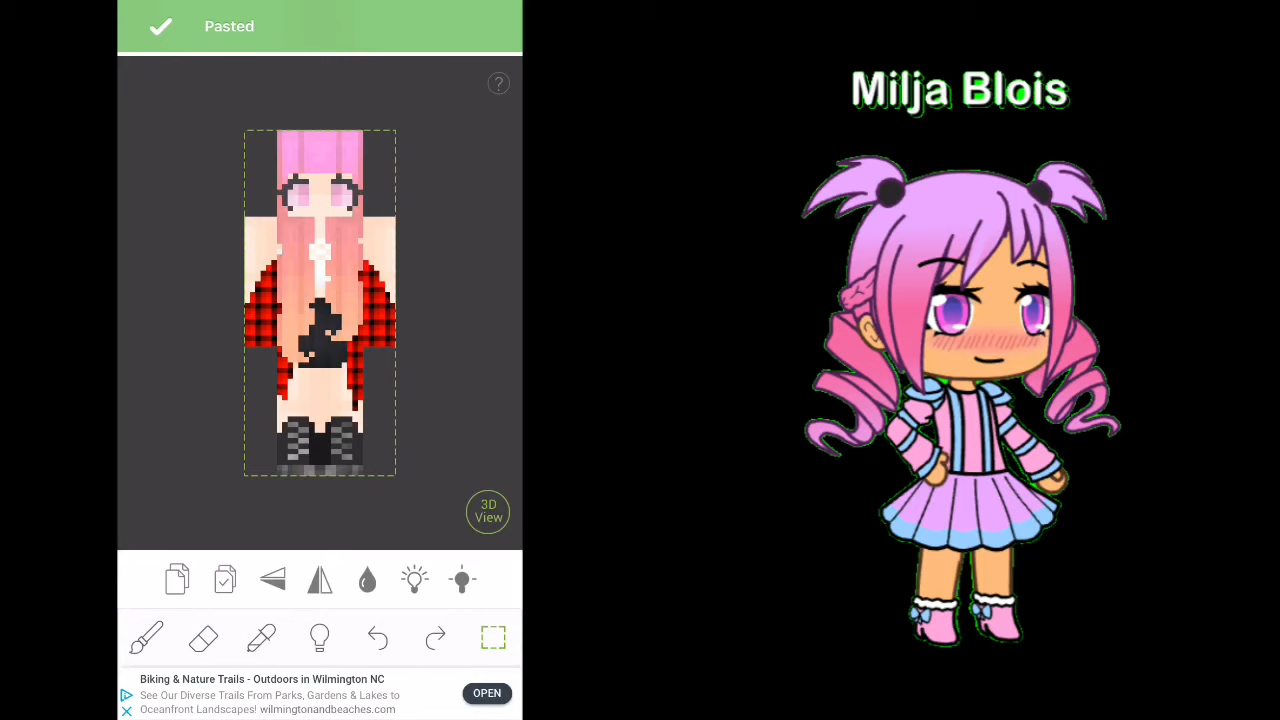 Pasted
?
Milja Blois
3D
View
Biking & Nature Trails - Outdoors in Wilmington NC
See Our Diverse Trails From Parks, Gardens & Lakes to
Oceanfront Landscapes! wilmingtonandbeaches.com
OPEN